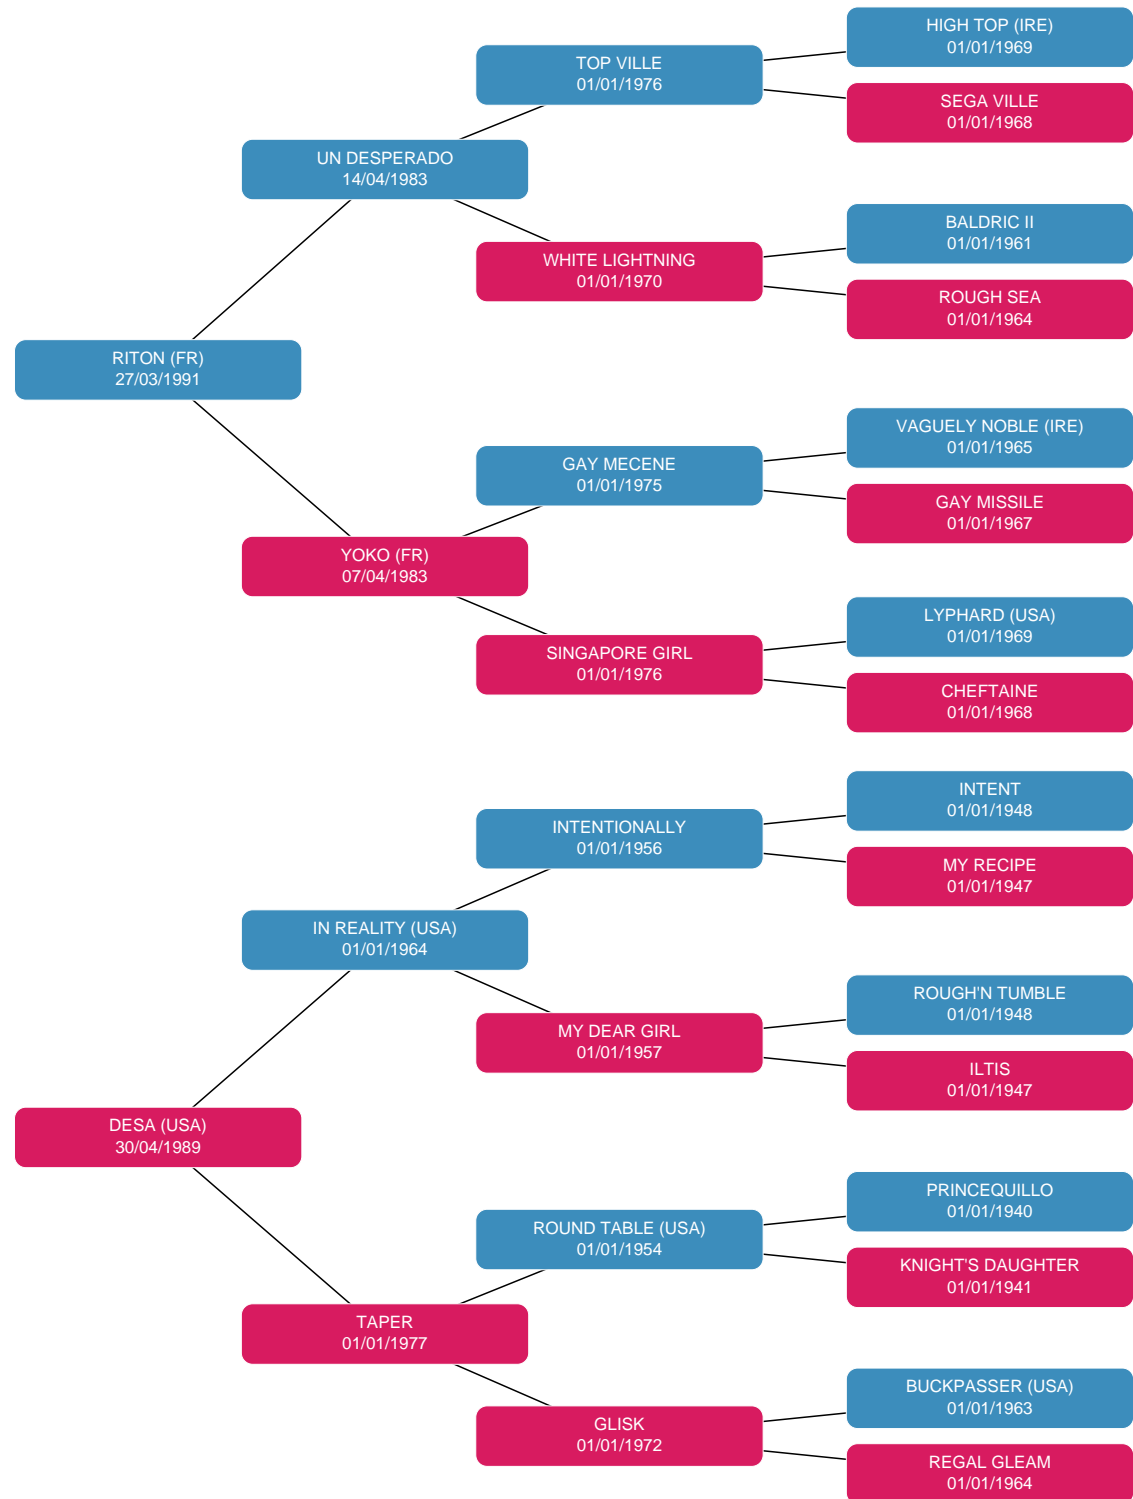 HIGH TOP (IRE)
01/01/1969
TOP VILLE
01/01/1976
SEGA VILLE
01/01/1968
UN DESPERADO
14/04/1983
BALDRIC II
01/01/1961
WHITE LIGHTNING
01/01/1970
ROUGH SEA
01/01/1964
RITON (FR)
27/03/1991
VAGUELY NOBLE (IRE)
01/01/1965
GAY MECENE
01/01/1975
GAY MISSILE
01/01/1967
YOKO (FR)
07/04/1983
LYPHARD (USA)
01/01/1969
SINGAPORE GIRL
01/01/1976
CHEFTAINE
01/01/1968
INTENT
01/01/1948
INTENTIONALLY
01/01/1956
MY RECIPE
01/01/1947
IN REALITY (USA)
01/01/1964
ROUGH'N TUMBLE
01/01/1948
MY DEAR GIRL
01/01/1957
ILTIS
01/01/1947
DESA (USA)
30/04/1989
PRINCEQUILLO
01/01/1940
ROUND TABLE (USA)
01/01/1954
KNIGHT'S DAUGHTER
01/01/1941
TAPER
01/01/1977
BUCKPASSER (USA)
01/01/1963
GLISK
01/01/1972
REGAL GLEAM
01/01/1964